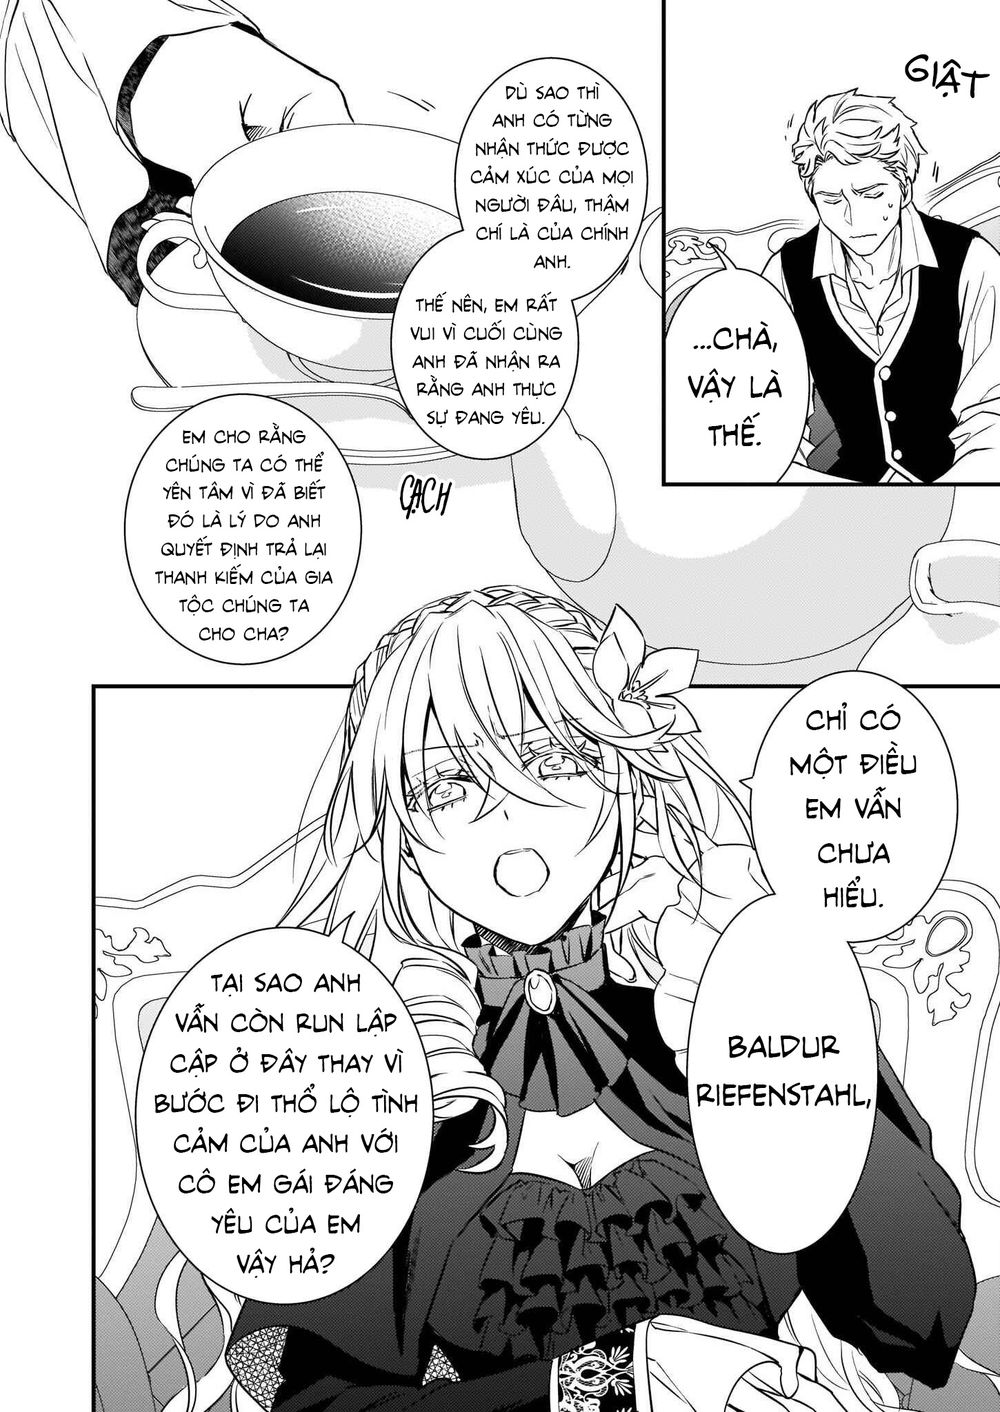 GIẬT
...CHÀ,
VẬY LÀ
THẾ.
DÙ SAO THÌ
ANH CÓ TỪNG
NHẬN THỨC ĐƯỢC
CẢM XÚC CỦA MỌI
NGƯỜI ĐÂU, THẬM
CHÍ LÀ CỦA CHÍNH
ANH.
THẾ NÊN, EM RẤT
VUI VÌ CUỐI CÙNG
ANH ĐÃ NHẬN RA
RẰNG ANH THỰC
SỰ ĐANG YÊU.
CẠCH
EM CHO RẰNG
CHÚNG TA CÓ THỂ
YÊN TÂM VÌ ĐÃ BIẾT
ĐÓ LÀ LÝ DO ANH
QUYẾT ĐỊNH TRẢ LẠI
THANH KIẾM CỦA GIA
TỘC CHÚNG TA
CHO CHA?
CHỈ CÓ
MỘT ĐIỀU
EM VẪN
CHƯA
HIỂU.
BALDUR
RIEFENSTAHL,
TẠI SAO ANH
VẪN CÒN RUN LẬP
CẬP Ở ĐÂY THAY VÌ
BƯỚC ĐI THỔ LỘ TÌNH
CẢM CỦA ANH VỚI
CÔ EM GÁI ĐÁNG
YÊU CỦA EM
VẬY HẢ?